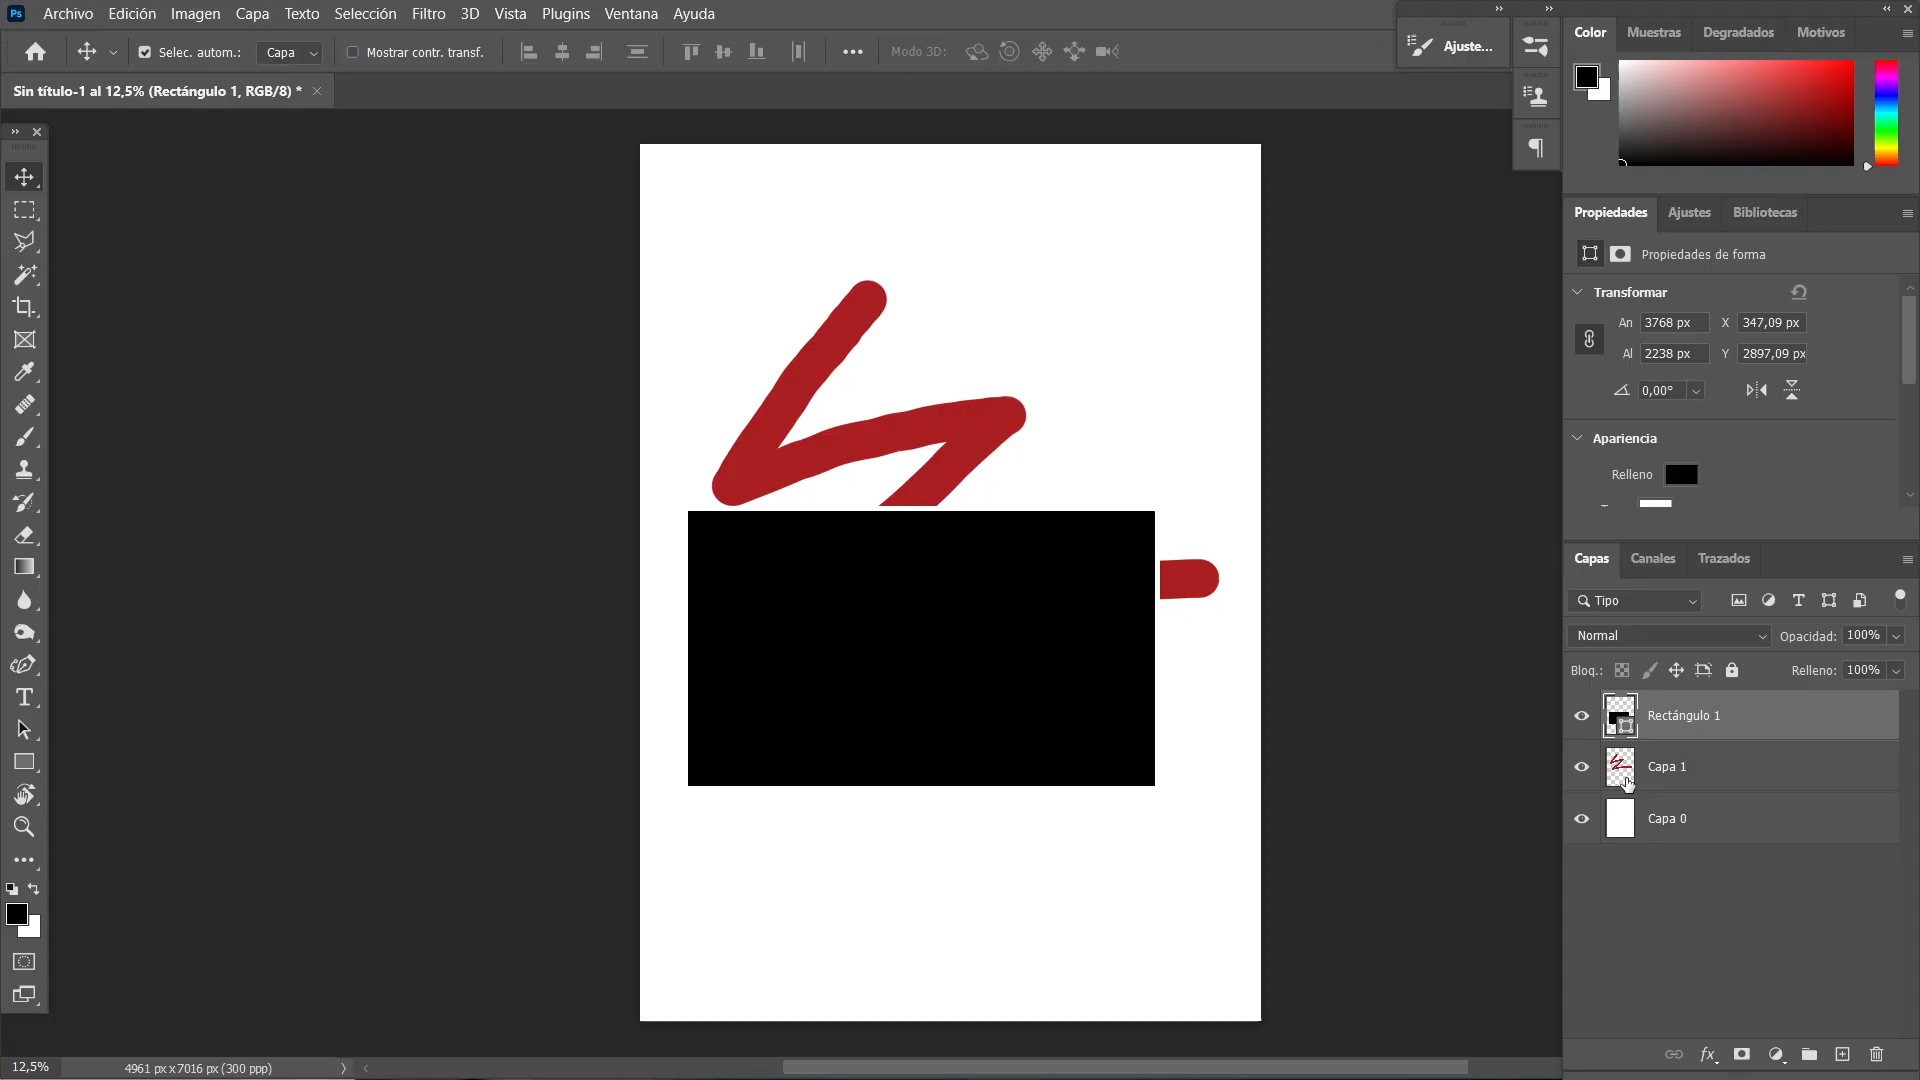 Ps Archivo Edición Imagen Capa Texto Selección Filtro 3D Vista Plugins Ventana Ayuda
Selec. autom.: Capa Mostrar contr. transf. Modo 3D: Ajuste...
Sin título-1 al 12,5% (Rectángulo 1, RGB/8) *
Color Muestras Degradados Motivos
Propiedades Ajustes Bibliotecas
Propiedades de forma
Transformar
An 3768 px X 347,09 px
Al 2238 px Y 2897,09 px
0,00°
Apariencia
Relleno
Capas Canales Trazados
Tipo
Normal Opacidad: 100%
Bloq.: Relleno: 100%
Rectángulo 1
Capa 1
Capa 0
fx
12,5% 4961 px x 7016 px (300 ppp)